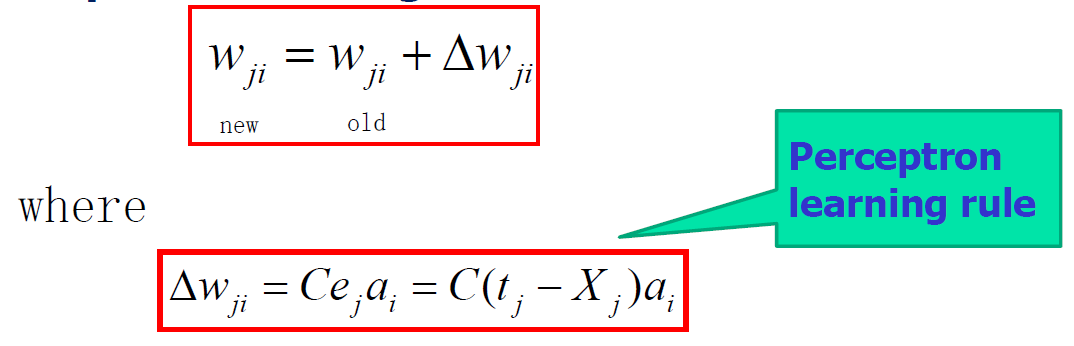 w_ji = w_ji + Δw_ji
new old
Perceptron
learning rule
where
Δw_ji = Ce_j a_i = C(t_j − X_j)a_i